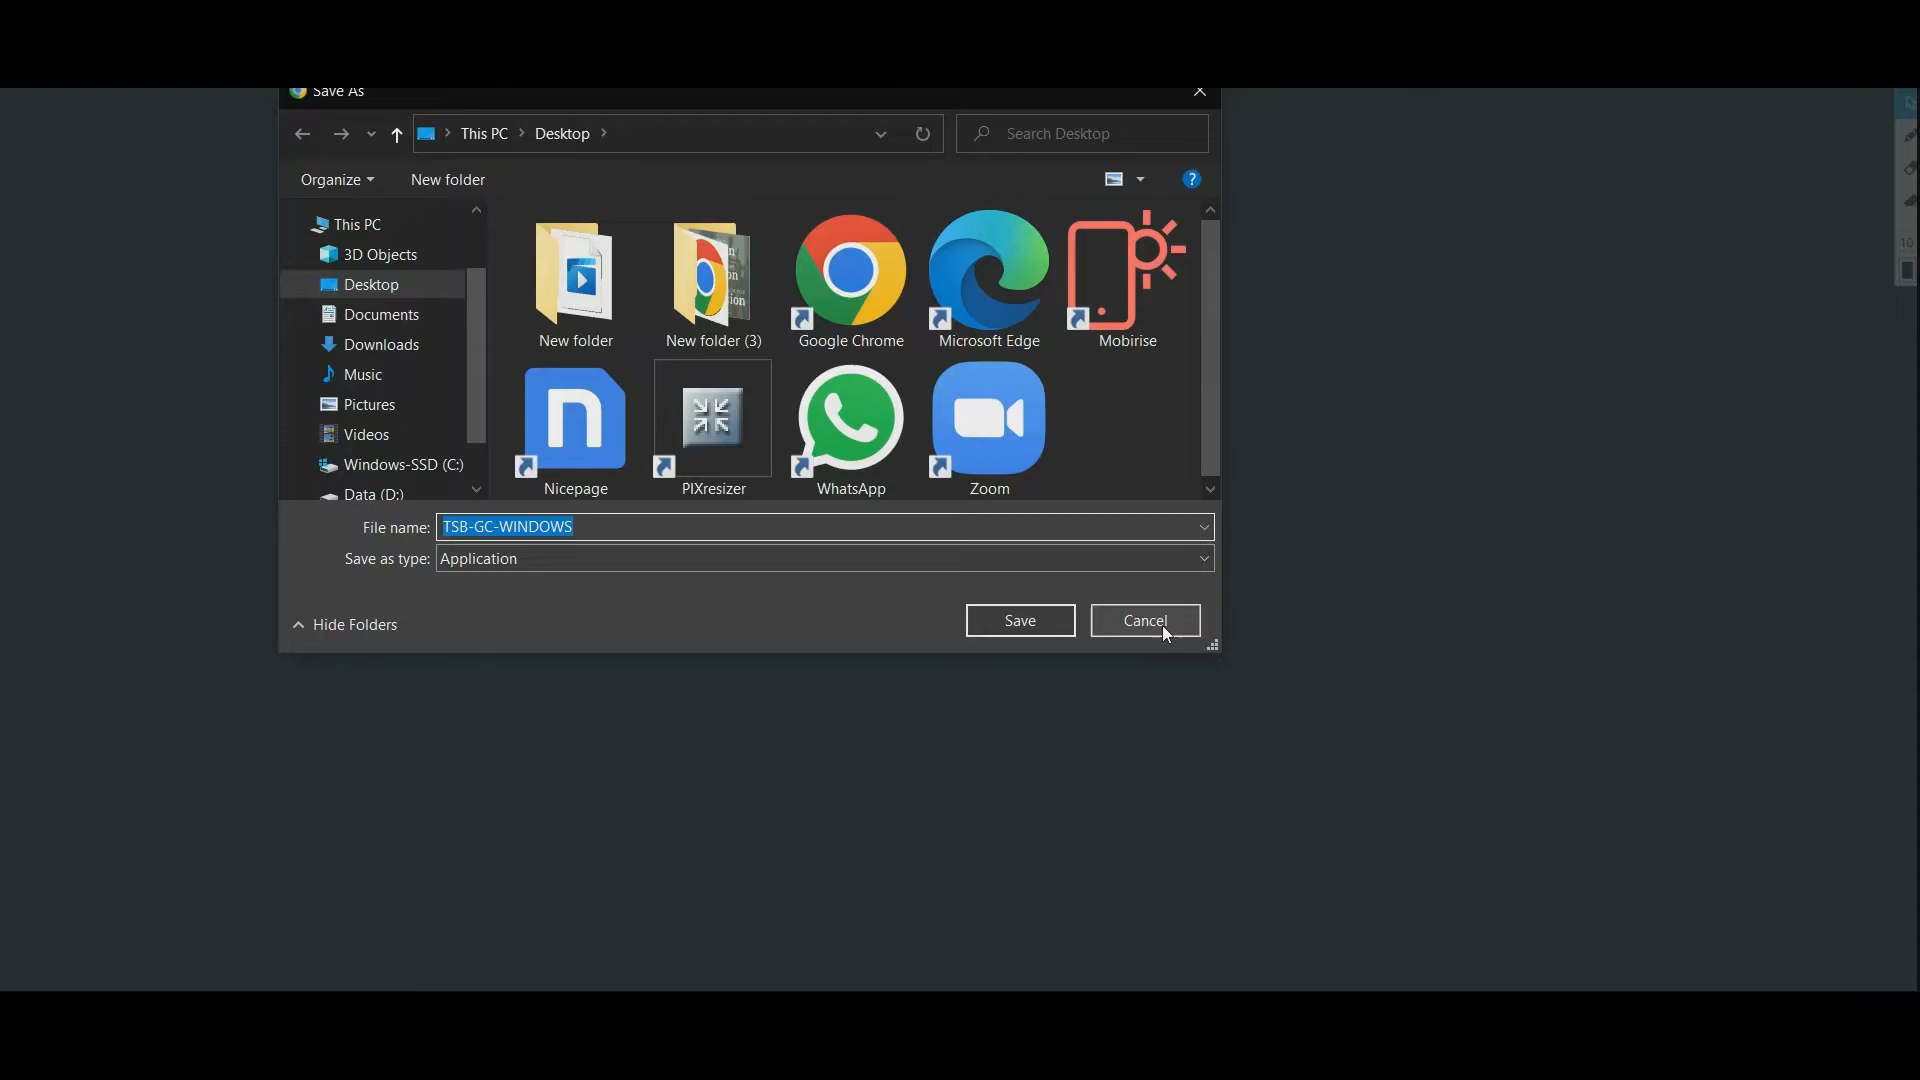 Save As
This PC
Desktop
Search Desktop
Organize
New folder
?
This PC
3D Objects
Desktop
Documents
Downloads
Music
Pictures
Videos
Windows-SSD (C:)
Data (D:)
New folder
New folder (3)
Google Chrome
Microsoft Edge
Mobirise
Nicepage
PIXresizer
WhatsApp
Zoom
File name: TSB-GC-WINDOWS
Save as type: Application
Hide Folders
Save
Cancel
10